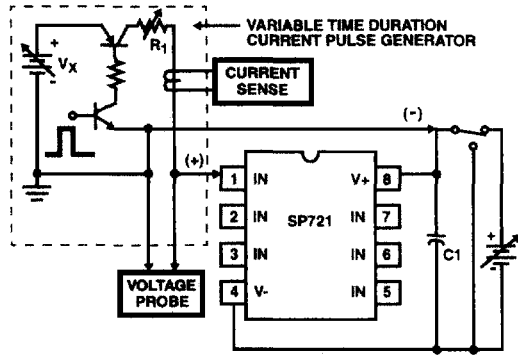 VARIABLE TIME DURATION
CURRENT PULSE GENERATOR
+
VX
-
R1
CURRENT
SENSE
(-)
(+)
1 IN
V+ 8
2 IN
SP721
IN 7
3 IN
IN 6
4 V-
IN 5
C1
+
-
VOLTAGE
PROBE